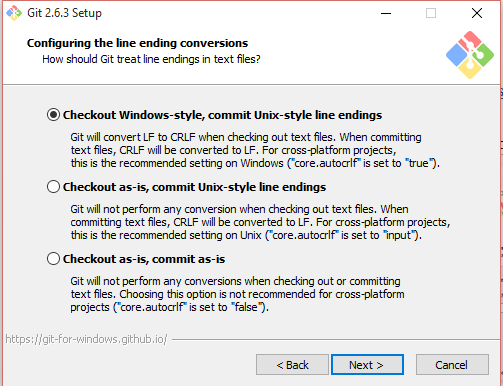 Git 2.6.3 Setup
Configuring the line ending conversions
How should Git treat line endings in text files?
Checkout Windows-style, commit Unix-style line endings
Git will convert LF to CRLF when checking out text files. When committing
text files, CRLF will be converted to LF. For cross-platform projects,
this is the recommended setting on Windows ("core.autocrlf" is set to "true").
Checkout as-is, commit Unix-style line endings
Git will not perform any conversion when checking out text files. When
committing text files, CRLF will be converted to LF. For cross-platform projects,
this is the recommended setting on Unix ("core.autocrlf" is set to "input").
Checkout as-is, commit as-is
Git will not perform any conversions when checking out or committing
text files. Choosing this option is not recommended for cross-platform
projects ("core.autocrlf" is set to "false").
https://git-for-windows.github.io/
< Back Next > Cancel